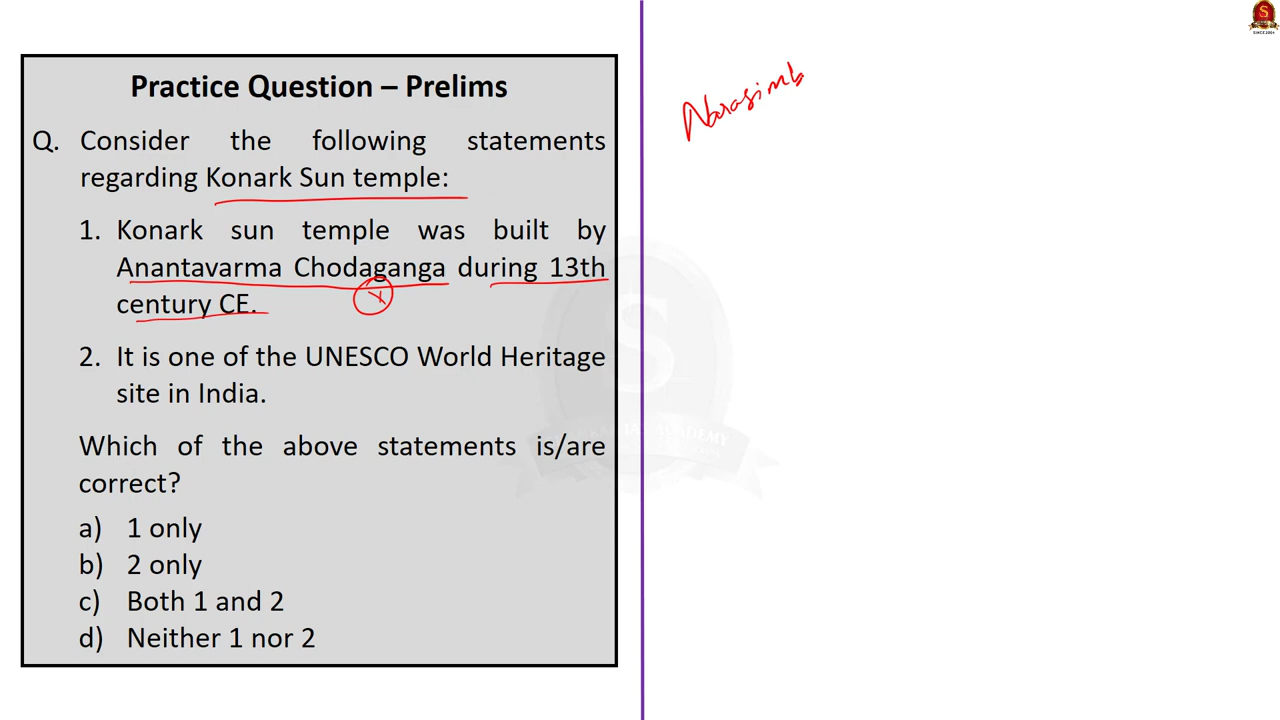 Practice Question – Prelims
Q. Consider the following statements
regarding Konark Sun temple:
1. Konark sun temple was built by
Anantavarma Chodaganga during 13th
century CE.
2. It is one of the UNESCO World Heritage
site in India.
Which of the above statements is/are
correct?
a) 1 only
b) 2 only
c) Both 1 and 2
d) Neither 1 nor 2
Narasimh
S
SINCE 2004
ACADEMY